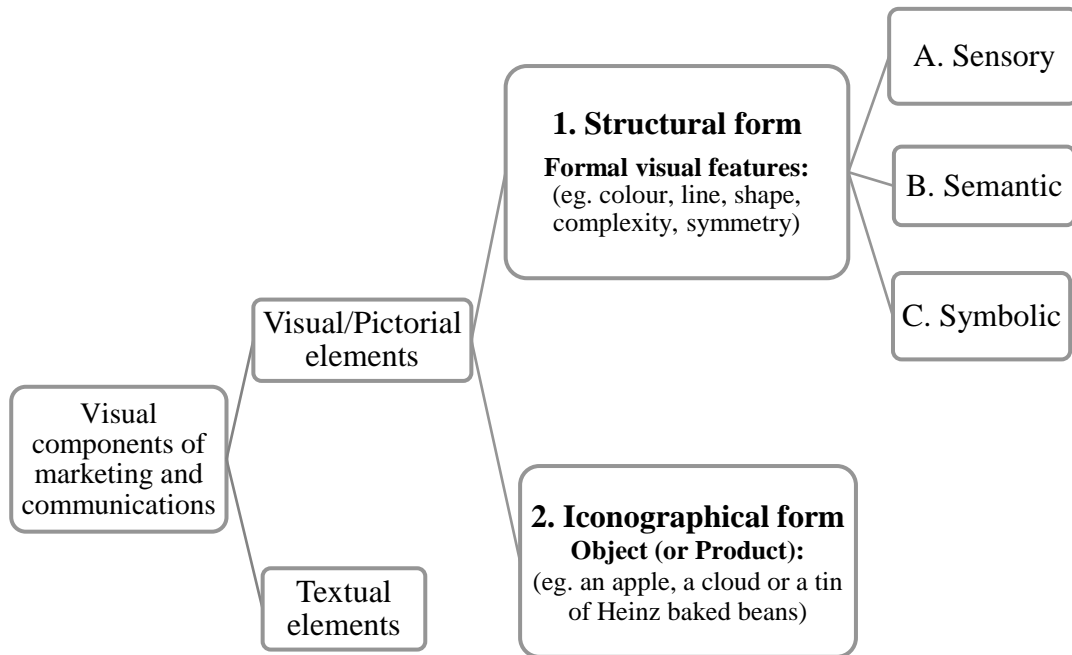 Visual
components of
marketing and
communications
Visual/Pictorial
elements
Textual
elements
1. Structural form
Formal visual features:
(eg. colour, line, shape,
complexity, symmetry)
2. Iconographical form
Object (or Product):
(eg. an apple, a cloud or a tin
of Heinz baked beans)
A. Sensory
B. Semantic
C. Symbolic